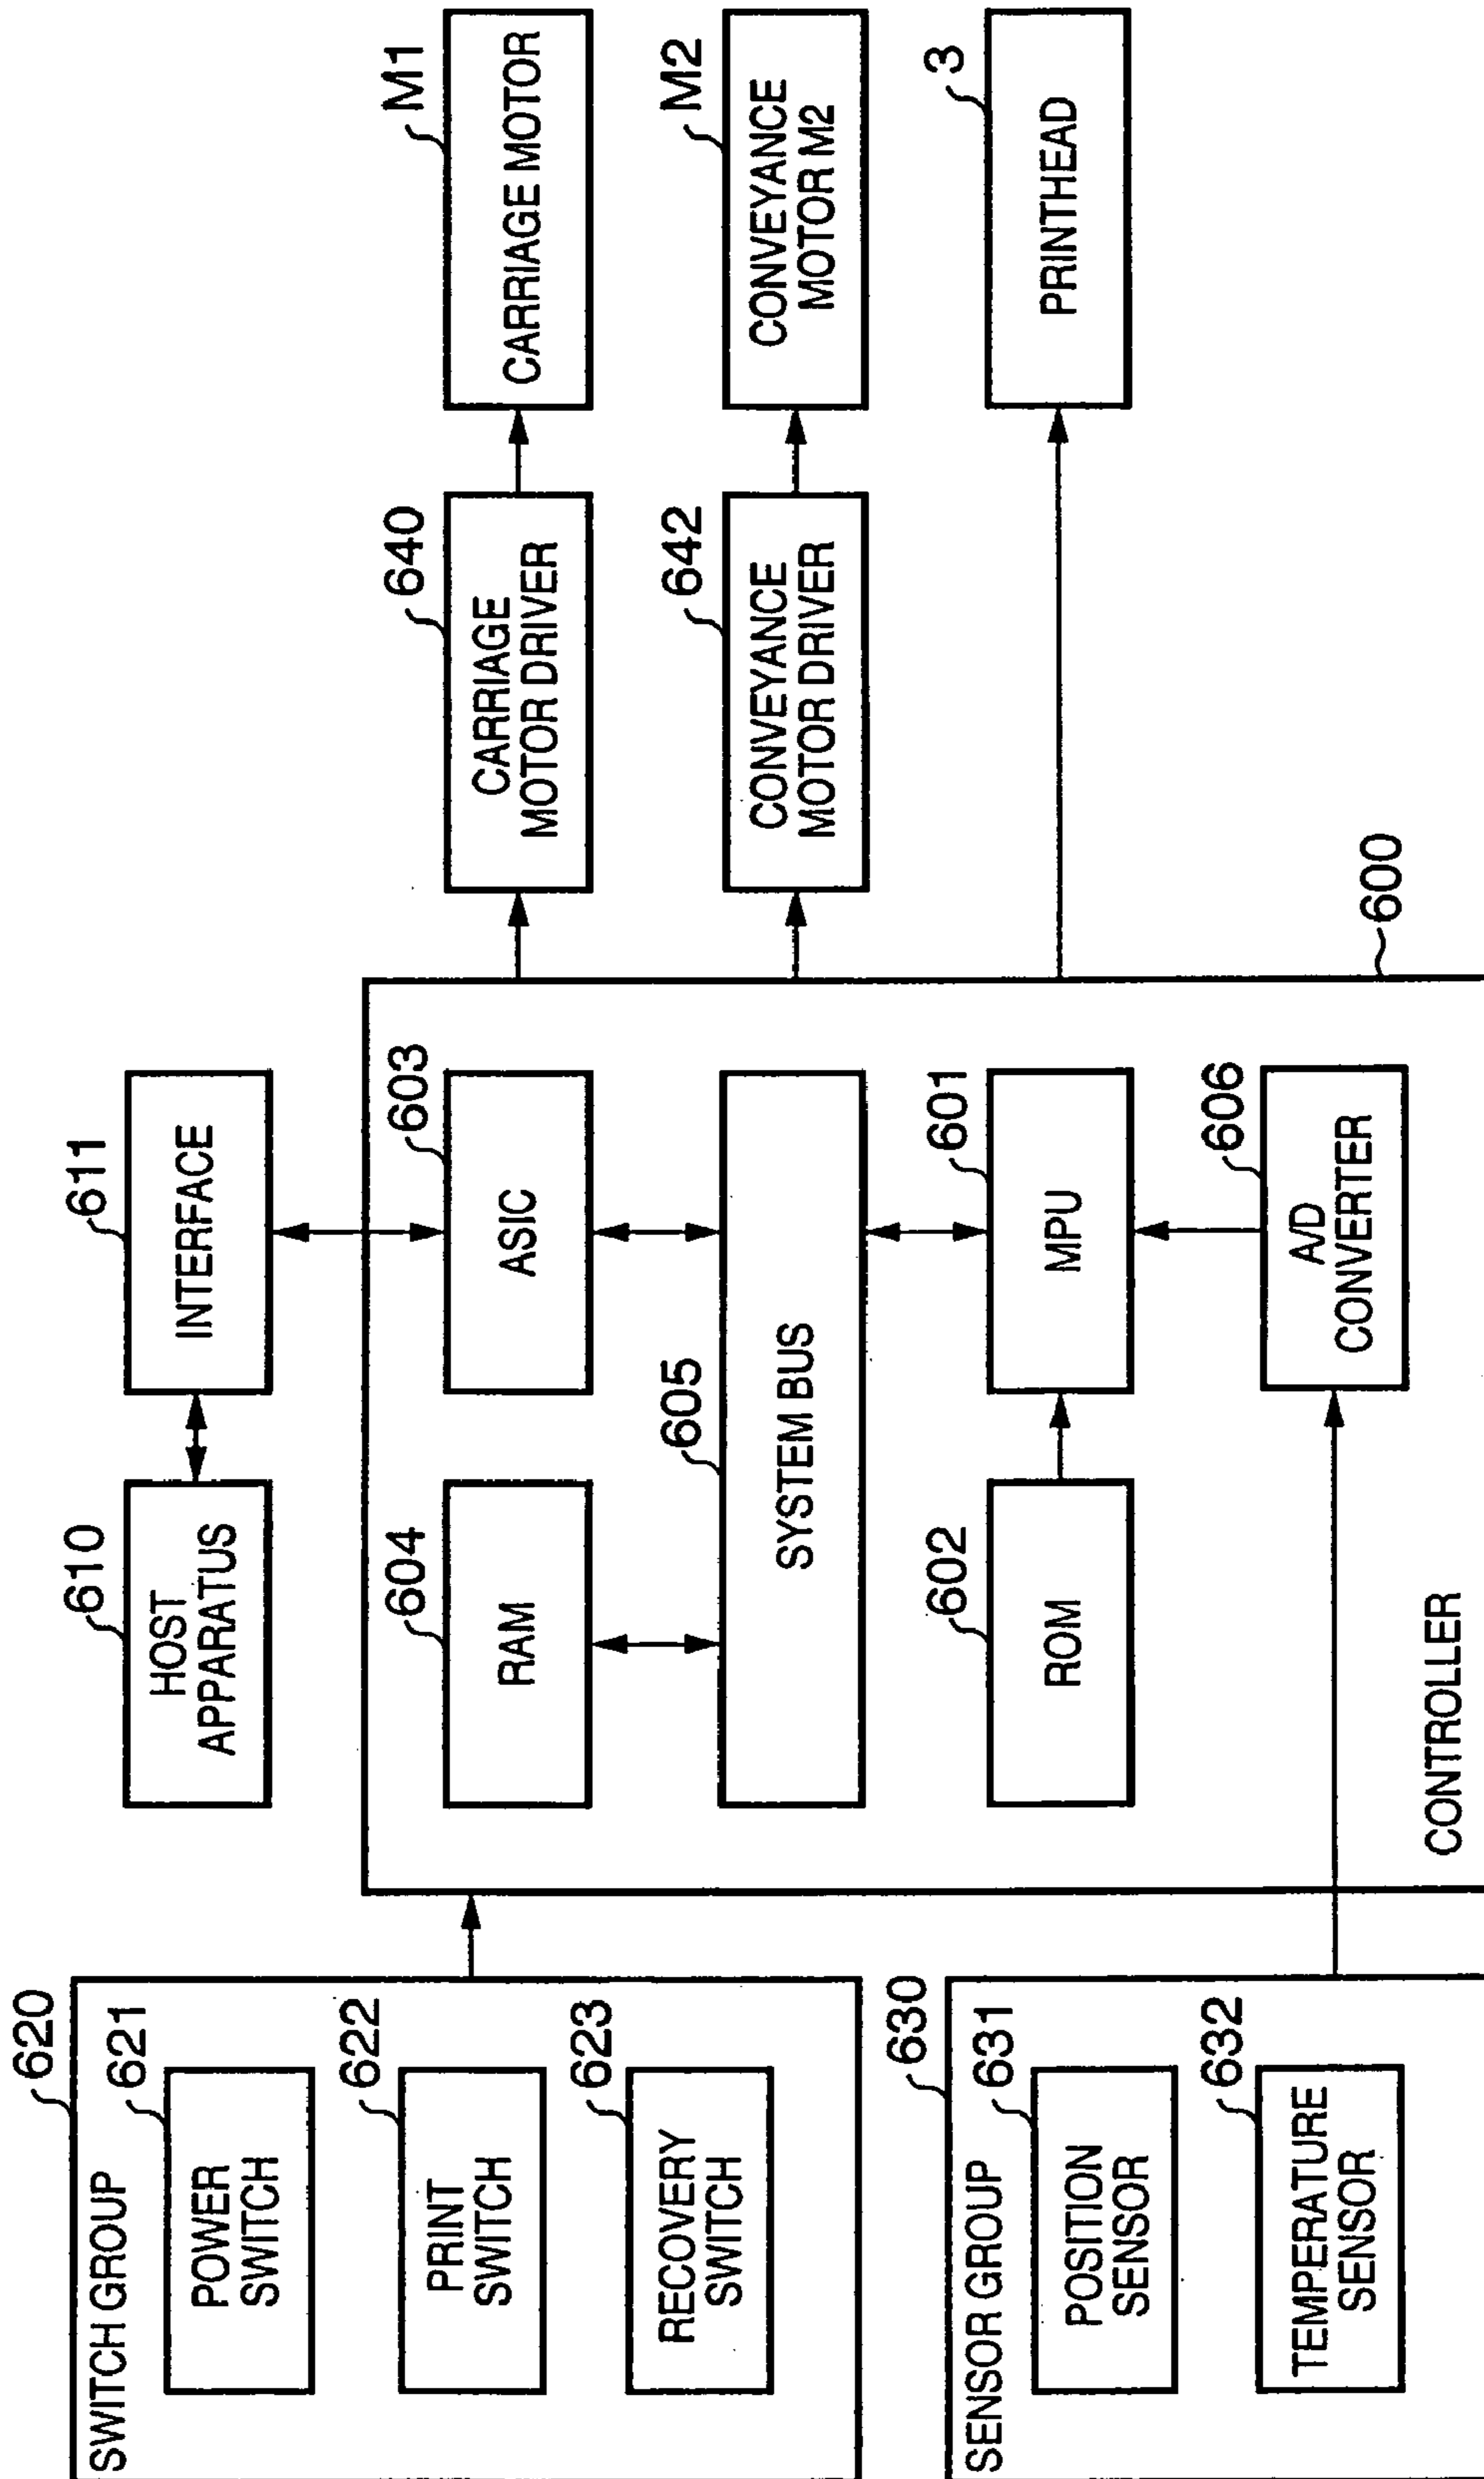 620
SWITCH GROUP
621
POWER
SWITCH
622
PRINT
SWITCH
623
RECOVERY
SWITCH
630
SENSOR GROUP
631
POSITION
SENSOR
632
TEMPERATURE
SENSOR
610
HOST
APPARATUS
611
INTERFACE
604
RAM
603
ASIC
605
SYSTEM BUS
602
ROM
601
MPU
606
A/D
CONVERTER
CONTROLLER
600
640
CARRIAGE
MOTOR DRIVER
M1
CARRIAGE MOTOR
642
CONVEYANCE
MOTOR DRIVER
M2
CONVEYANCE
MOTOR M2
3
PRINTHEAD